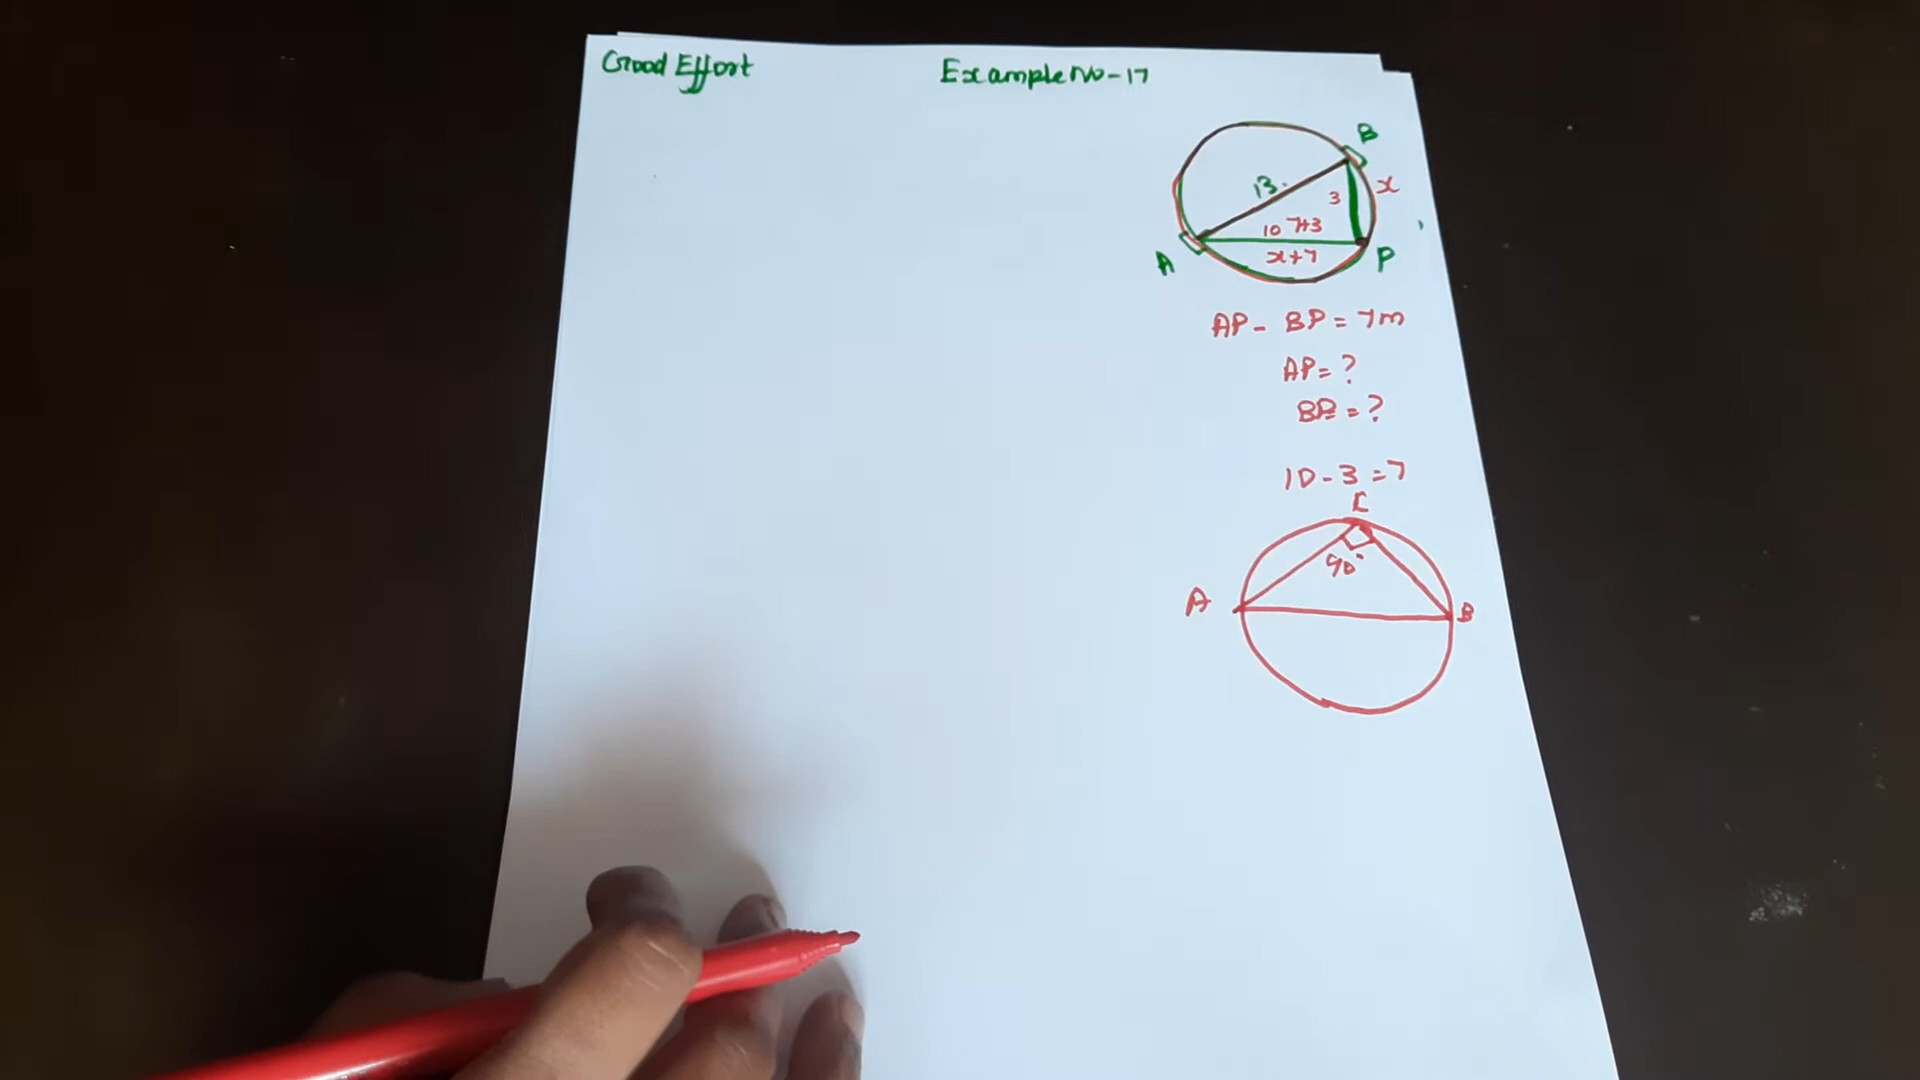 Good Effort
Example No-17
B
13.
3
x
10 7+3
x+7
A
P
AP - BP = 7m
AP = ?
BP = ?
10 - 3 = 7
C
90°
A
B